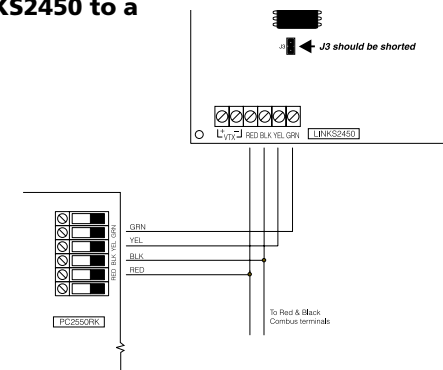 KS2450 to a
J3
J3 should be shorted
L+ VTX - RED BLK YEL GRN
LINKS2450
RED BLK YEL GRN
GRN
YEL
BLK
RED
PC2550RK
To Red & Black
Combus terminals